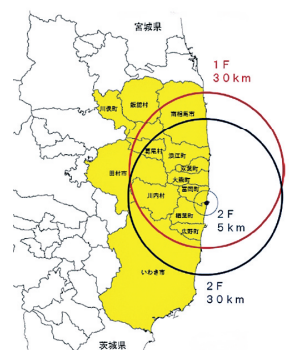 宮城県
1F
30km
川俣町
飯舘村
南相馬市
葛尾村
浪江町
双葉町
田村市
大熊町
富岡町
川内村
楢葉町
2F
5km
広野町
いわき市
2F
30km
茨城県